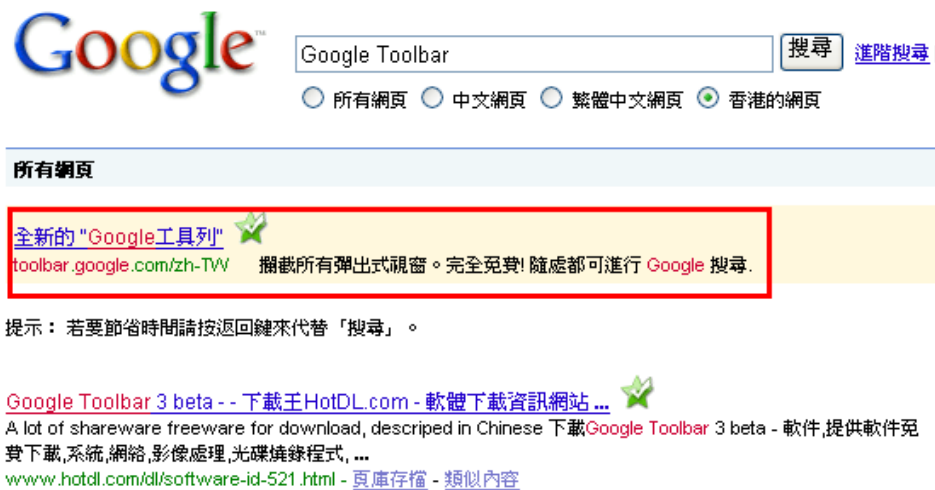 Google™
Google Toolbar 搜尋 進階搜尋
所有網頁 中文網頁 繁體中文網頁 香港的網頁
所有網頁
全新的 "Google工具列"
toolbar.google.com/zh-TW 攔截所有彈出式視窗。完全免費! 隨處都可進行 Google 搜尋.
提示： 若要節省時間請按返回鍵來代替「搜尋」。
Google Toolbar 3 beta - - 下載王HotDL.com - 軟體下載資訊網站 ...
A lot of shareware freeware for download, descriped in Chinese 下載Google Toolbar 3 beta - 軟件,提供軟件免
費下載,系統,網絡,影像處理,光碟燒錄程式, ...
www.hotdl.com/dl/software-id-521.html - 頁庫存檔 - 類似內容